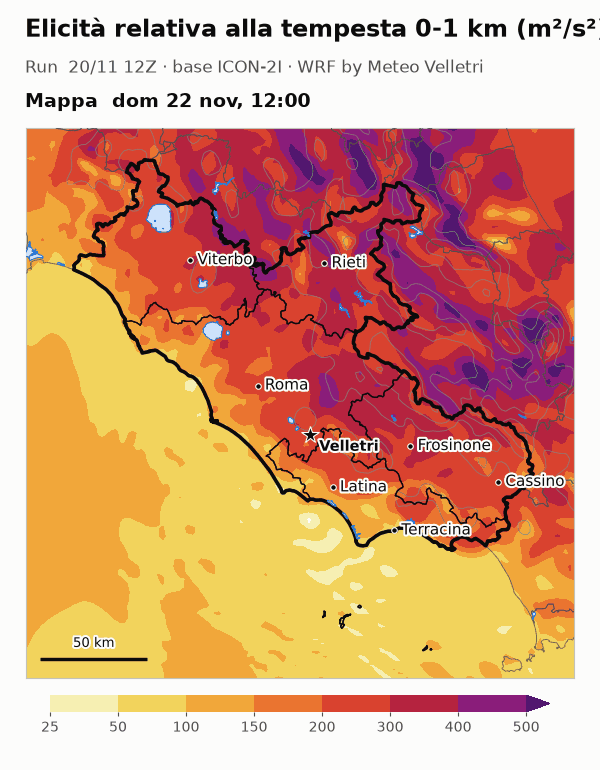 Elicità relativa alla tempesta 0-1 km (m²/s²)
Run 20/11 12Z · base ICON-2I · WRF by Meteo Velletri
Mappa dom 22 nov, 12:00
Viterbo
Rieti
Roma
Velletri
Frosinone
Cassino
Latina
Terracina
50 km
25 50 100 150 200 300 400 500